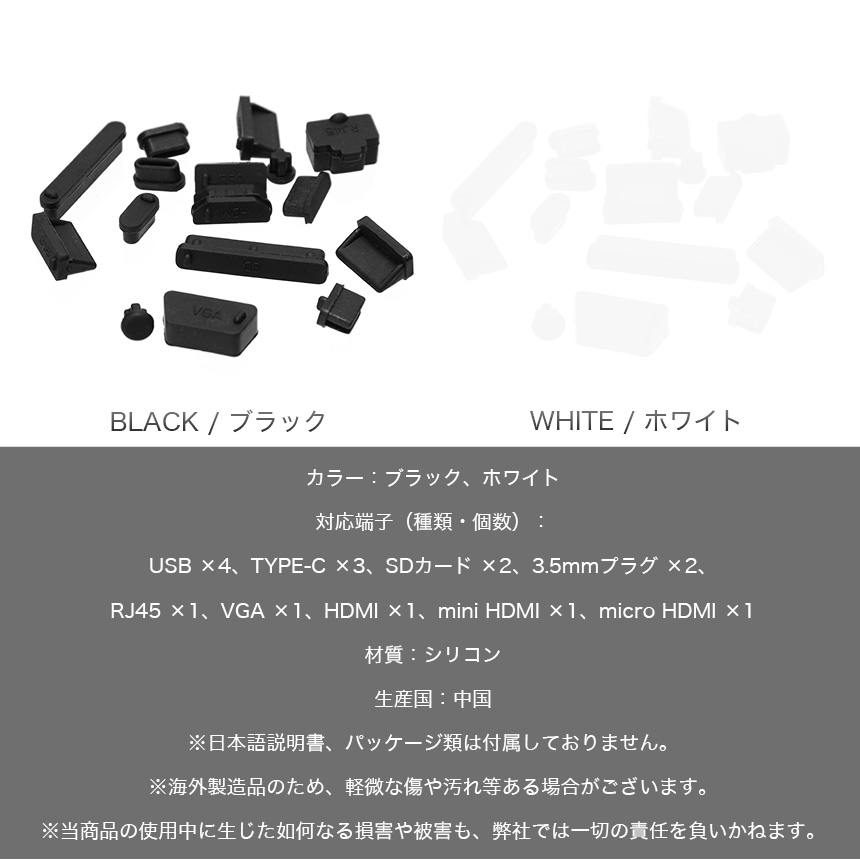 RJ45
VGA
BLACK / ブラック
WHITE / ホワイト
カラー：ブラック、ホワイト
対応端子（種類・個数）：
USB ×4、TYPE-C ×3、SDカード ×2、3.5mmプラグ ×2、
RJ45 ×1、VGA ×1、HDMI ×1、mini HDMI ×1、micro HDMI ×1
材質：シリコン
生産国：中国
※日本語説明書、パッケージ類は付属しておりません。
※海外製造品のため、軽微な傷や汚れ等ある場合がございます。
※当商品の使用中に生じた如何なる損害や被害も、弊社では一切の責任を負いかねます。